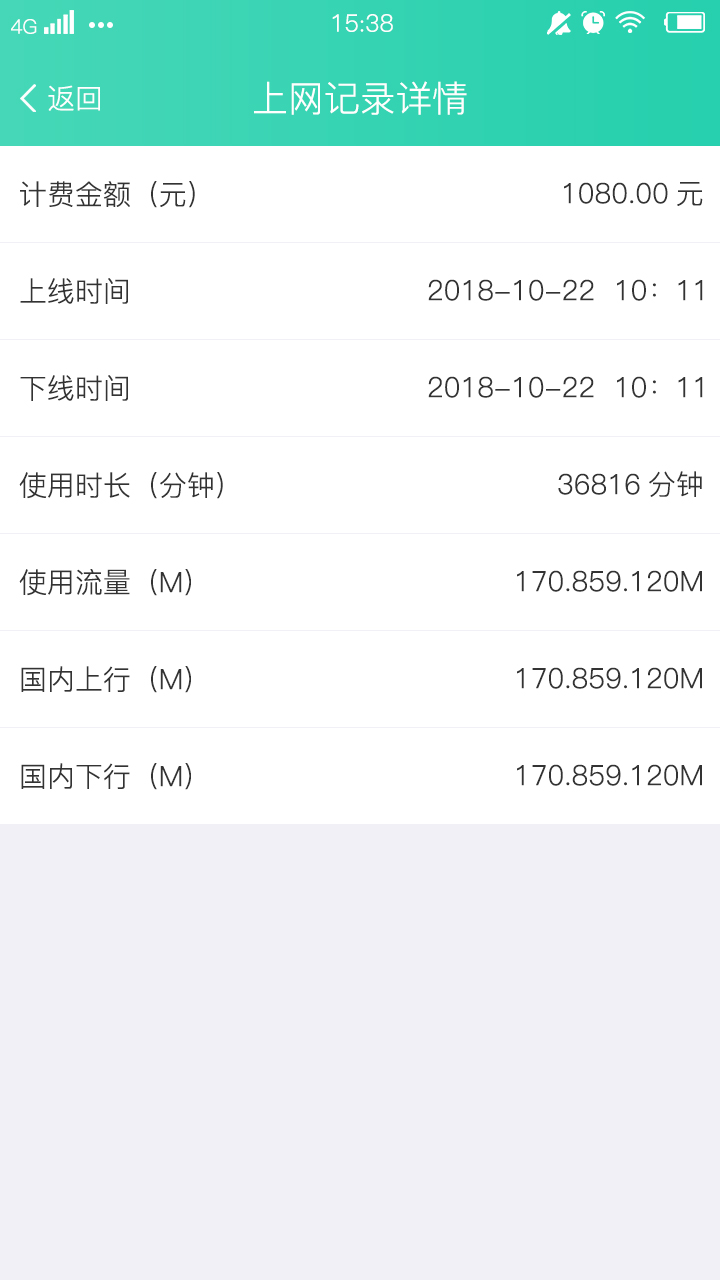 4G 15:38
返回 上网记录详情
计费金额（元） 1080.00 元
上线时间 2018-10-22 10：11
下线时间 2018-10-22 10：11
使用时长（分钟） 36816 分钟
使用流量（M） 170.859.120M
国内上行（M） 170.859.120M
国内下行（M） 170.859.120M